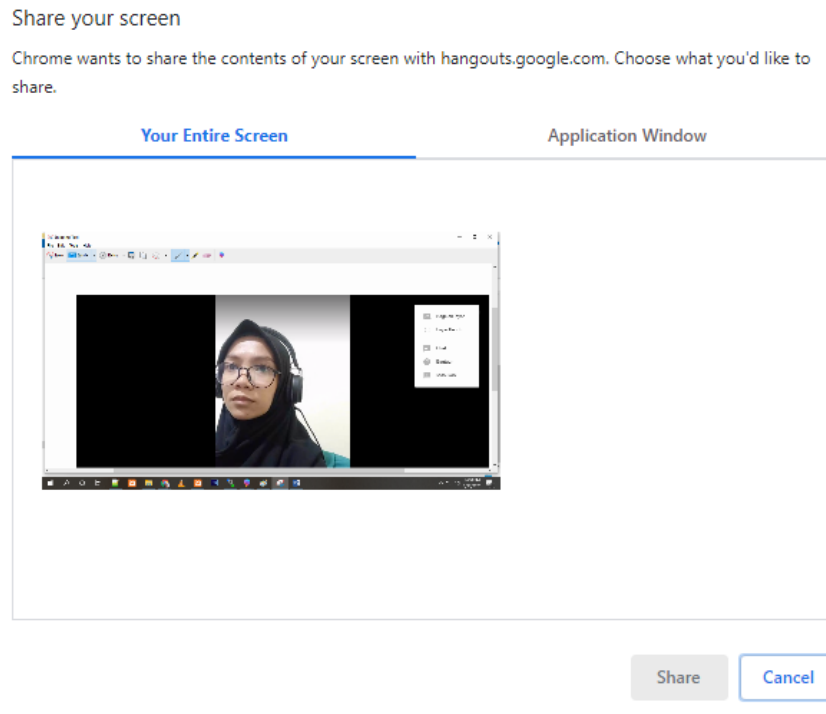 Share your screen
Chrome wants to share the contents of your screen with hangouts.google.com. Choose what you'd like to
share.
Your Entire Screen
Application Window
Share
Cancel